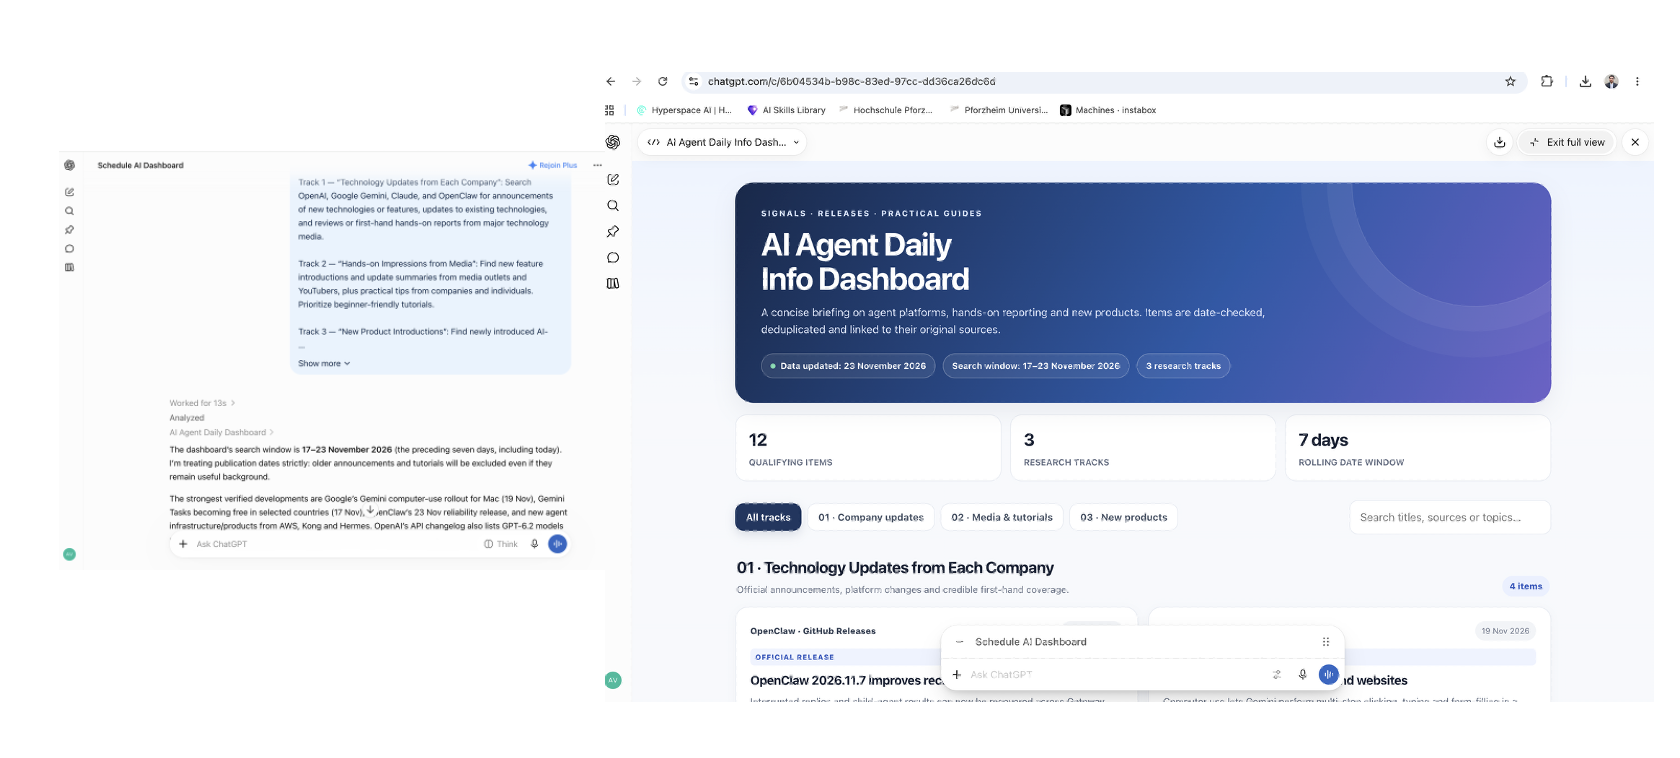 Schedule AI Dashboard
Rejoin Plus
Track 1 — “Technology Updates from Each Company”: Search
OpenAI, Google Gemini, Claude, and OpenClaw for announcements
of new technologies or features, updates to existing technologies,
and reviews or first-hand hands-on reports from major technology
media.
Track 2 — “Hands-on Impressions from Media”: Find new feature
introductions and update summaries from media outlets and
YouTubers, plus practical tips from companies and individuals.
Prioritize beginner-friendly tutorials.
Track 3 — “New Product Introductions”: Find newly introduced AI-
...
Show more
Worked for 13s
Analyzed
AI Agent Daily Dashboard
The dashboard's search window is 17–23 November 2026 (the preceding seven days, including today).
I'm treating publication dates strictly: older announcements and tutorials will be excluded even if they
remain useful background.
The strongest verified developments are Google's Gemini computer-use rollout for Mac (19 Nov), Gemini
Tasks becoming free in selected countries (17 Nov), enClaw's 23 Nov reliability release, and new agent
infrastructure/products from AWS, Kong and Hermes. OpenAI's API changelog also lists GPT-6.2 models
Ask ChatGPT
Think
AV
chatgpt.com/c/6b04534b-b98c-83ed-97cc-dd36ca26dc6d
Hyperspace AI | H...
AI Skills Library
Hochschule Pforz...
Pforzheim Universi...
Machines · instabox
AI Agent Daily Info Dash...
Exit full view
SIGNALS · RELEASES · PRACTICAL GUIDES
AI Agent Daily
Info Dashboard
A concise briefing on agent platforms, hands-on reporting and new products. Items are date-checked,
deduplicated and linked to their original sources.
Data updated: 23 November 2026
Search window: 17–23 November 2026
3 research tracks
12
QUALIFYING ITEMS
3
RESEARCH TRACKS
7 days
ROLLING DATE WINDOW
All tracks
01 · Company updates
02 · Media & tutorials
03 · New products
Search titles, sources or topics...
01 · Technology Updates from Each Company
Official announcements, platform changes and credible first-hand coverage.
4 items
OpenClaw · GitHub Releases
19 Nov 2026
OFFICIAL RELEASE
OpenClaw 2026.11.7 improves rec
nd websites
Schedule AI Dashboard
Ask ChatGPT
AV